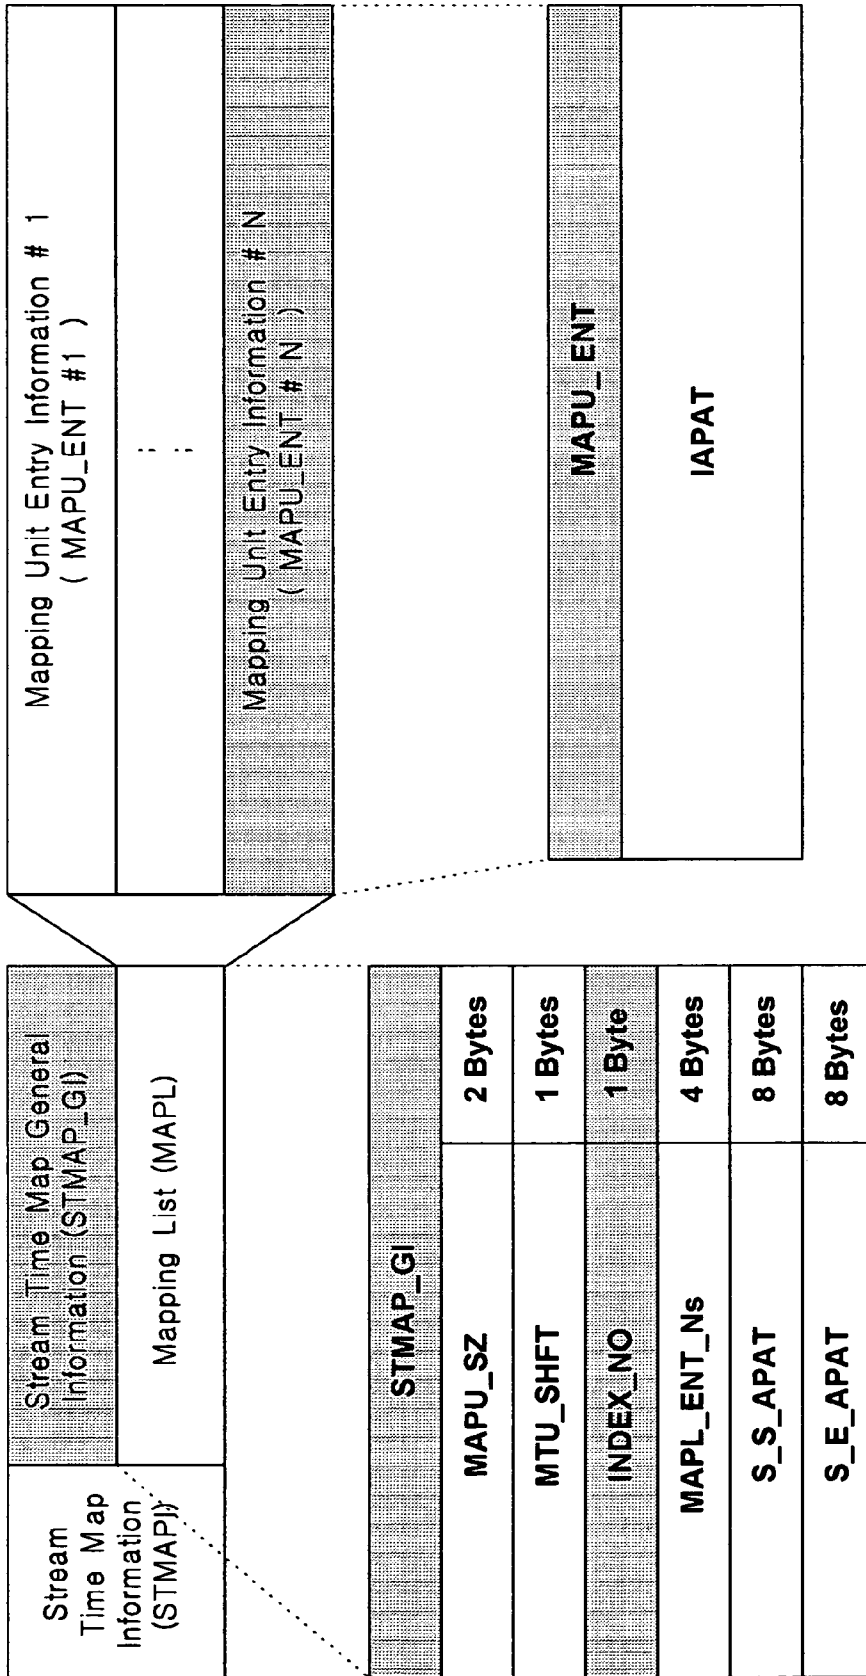 Stream
Time Map
Information
(STMAPI)
Stream Time Map General
Information (STMAP_GI)
Mapping List (MAPL)
Mapping Unit Entry Information # 1
( MAPU_ENT #1 )
: :
Mapping Unit Entry Information # N
( MAPU_ENT # N )
STMAP_GI
MAPU_SZ 2 Bytes
MTU_SHFT 1 Bytes
INDEX_NO 1 Byte
MAPL_ENT_Ns 4 Bytes
S_S_APAT 8 Bytes
S_E_APAT 8 Bytes
MAPU_ENT
IAPAT